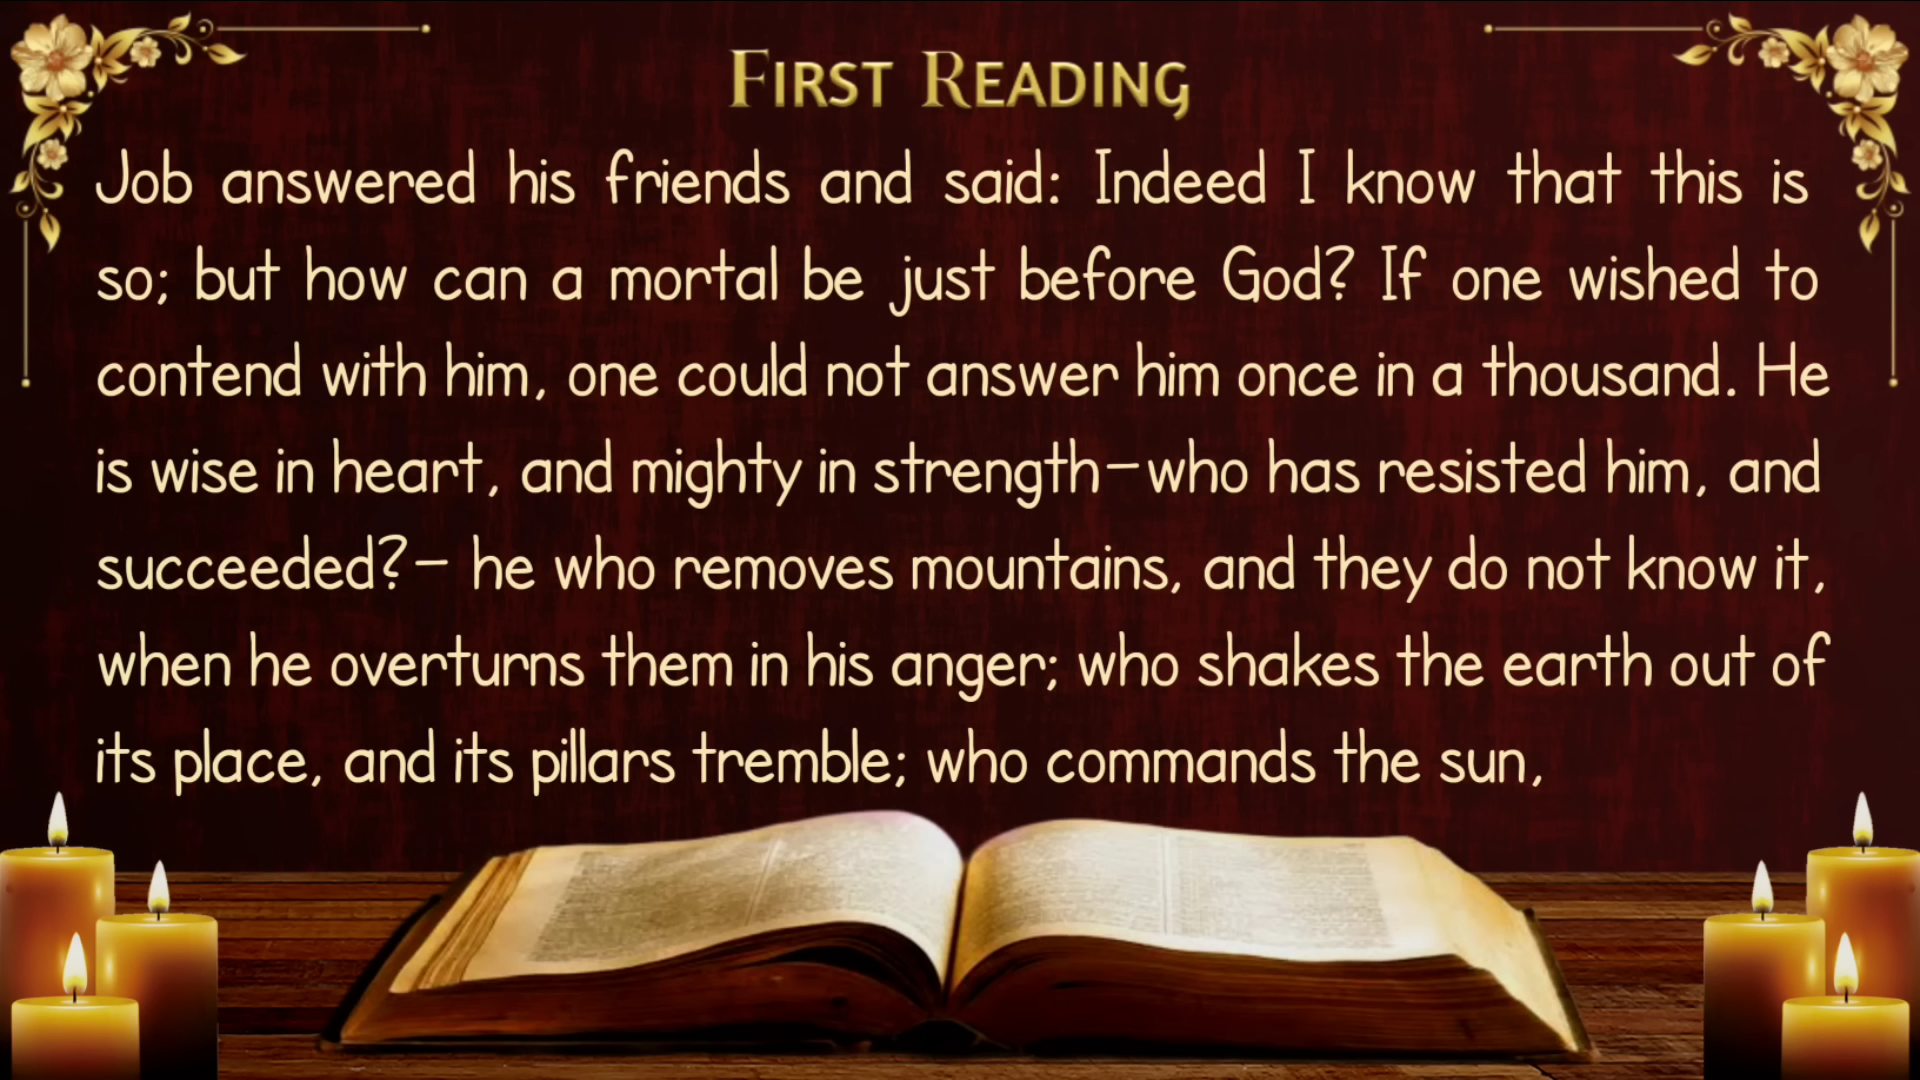 First Reading
Job answered his friends and said: Indeed I know that this is
so; but how can a mortal be just before God? If one wished to
contend with him, one could not answer him once in a thousand. He
is wise in heart, and mighty in strength–who has resisted him, and
succeeded?– he who removes mountains, and they do not know it,
when he overturns them in his anger; who shakes the earth out of
its place, and its pillars tremble; who commands the sun,